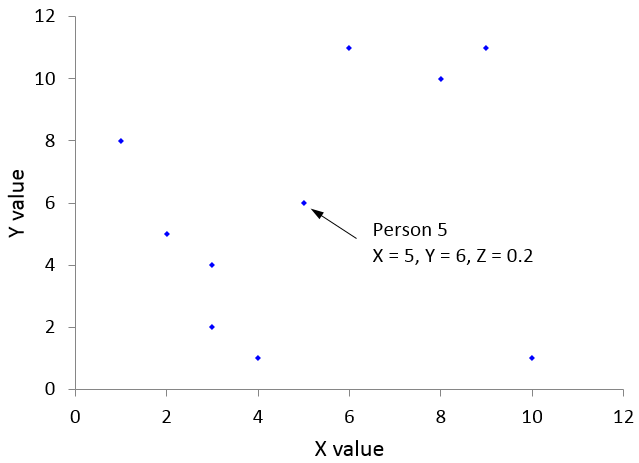 12
10
8
6
4
2
0
Y value
Person 5
X = 5, Y = 6, Z = 0.2
0 2 4 6 8 10 12
X value